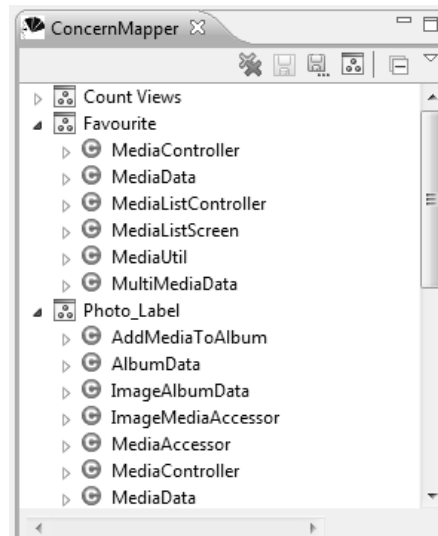 ConcernMapper
Count Views
Favourite
MediaController
MediaData
MediaListController
MediaListScreen
MediaUtil
MultiMediaData
Photo_Label
AddMediaToAlbum
AlbumData
ImageAlbumData
ImageMediaAccessor
MediaAccessor
MediaController
MediaData